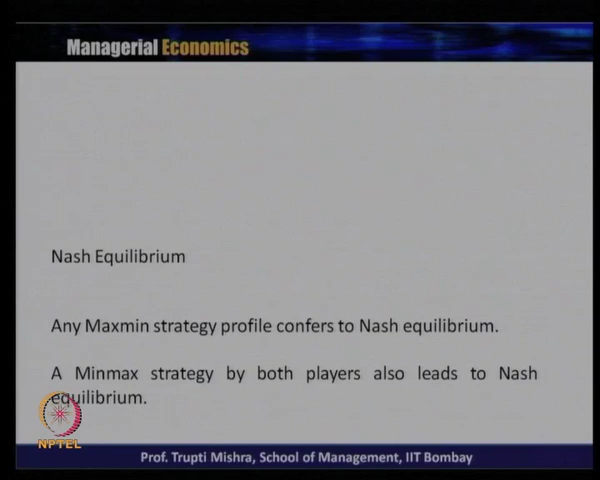 Managerial Economics
Nash Equilibrium
Any Maxmin strategy profile confers to Nash equilibrium.
A Minmax strategy by both players also leads to Nash
equilibrium.
NPTEL
Prof. Trupti Mishra, School of Management, IIT Bombay